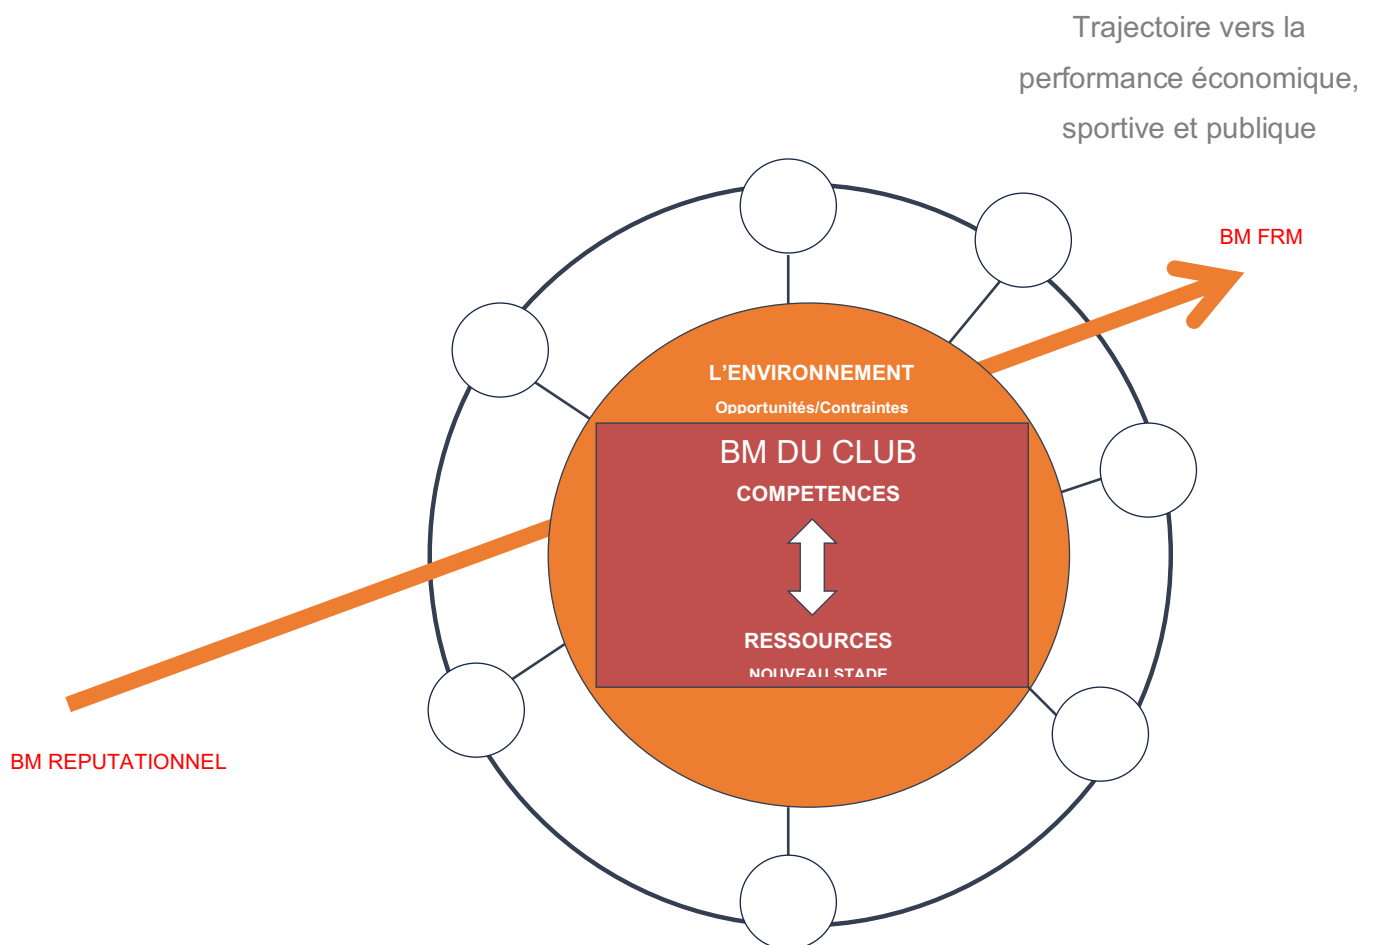 Trajectoire vers la
performance économique,
sportive et publique
BM FRM
L'ENVIRONNEMENT
Opportunités/Contraintes
BM DU CLUB
COMPETENCES
RESSOURCES
NOUVEAU STADE
BM REPUTATIONNEL